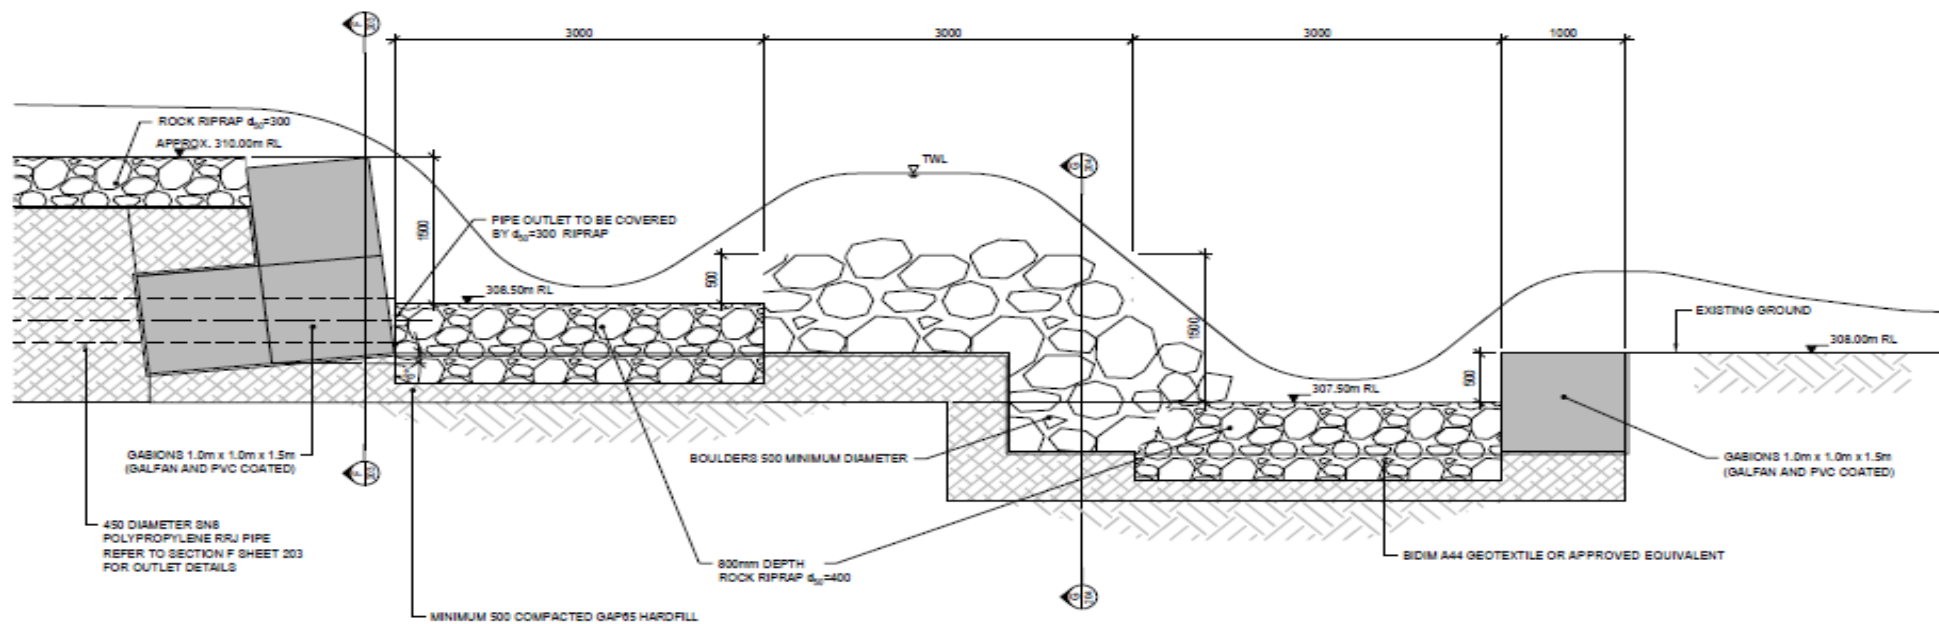 3000
3000
3000
1000
F
ROCK RIPRAP d50=300
APPROX. 310.00m RL
TWL
G
1500
PIPE OUTLET TO BE COVERED
BY d50=300 RIPRAP
500
308.50m RL
1500
EXISTING GROUND
308.00m RL
500
307.50m RL
GABIONS 1.0m x 1.0m x 1.5m
(GALFAN AND PVC COATED)
F
BOULDERS 500 MINIMUM DIAMETER
GABIONS 1.0m x 1.0m x 1.5m
(GALFAN AND PVC COATED)
450 DIAMETER SN8
POLYPROPYLENE RRJ PIPE
REFER TO SECTION F SHEET 203
FOR OUTLET DETAILS
800mm DEPTH
ROCK RIPRAP d50=400
BIDIM A44 GEOTEXTILE OR APPROVED EQUIVALENT
G
204
MINIMUM 500 COMPACTED GAP65 HARDFILL